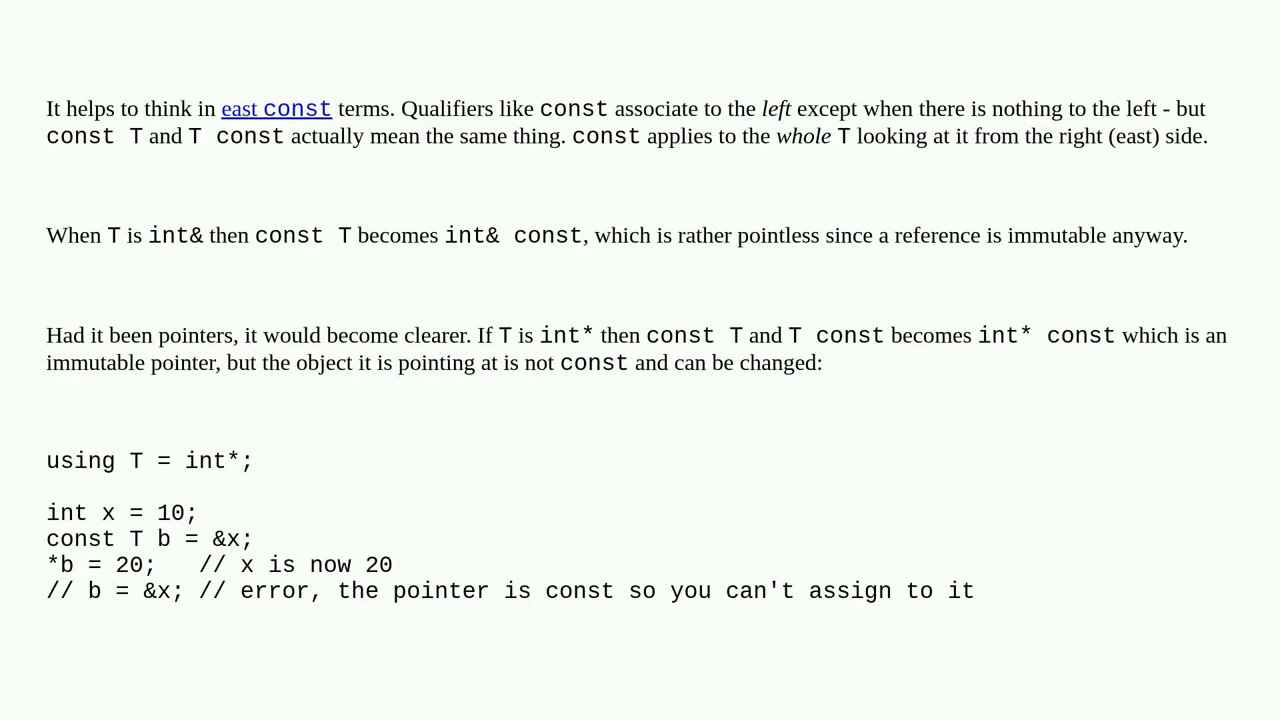 It helps to think in east const terms. Qualifiers like const associate to the left except when there is nothing to the left - but
const T and T const actually mean the same thing. const applies to the whole T looking at it from the right (east) side.
When T is int& then const T becomes int& const, which is rather pointless since a reference is immutable anyway.
Had it been pointers, it would become clearer. If T is int* then const T and T const becomes int* const which is an
immutable pointer, but the object it is pointing at is not const and can be changed:
using T = int*;
int x = 10;
const T b = &x;
*b = 20;   // x is now 20
// b = &x; // error, the pointer is const so you can't assign to it